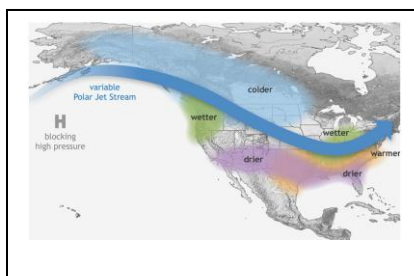 variable
Polar Jet Stream
colder
H
blocking
high pressure
wetter
wetter
warmer
drier
drier